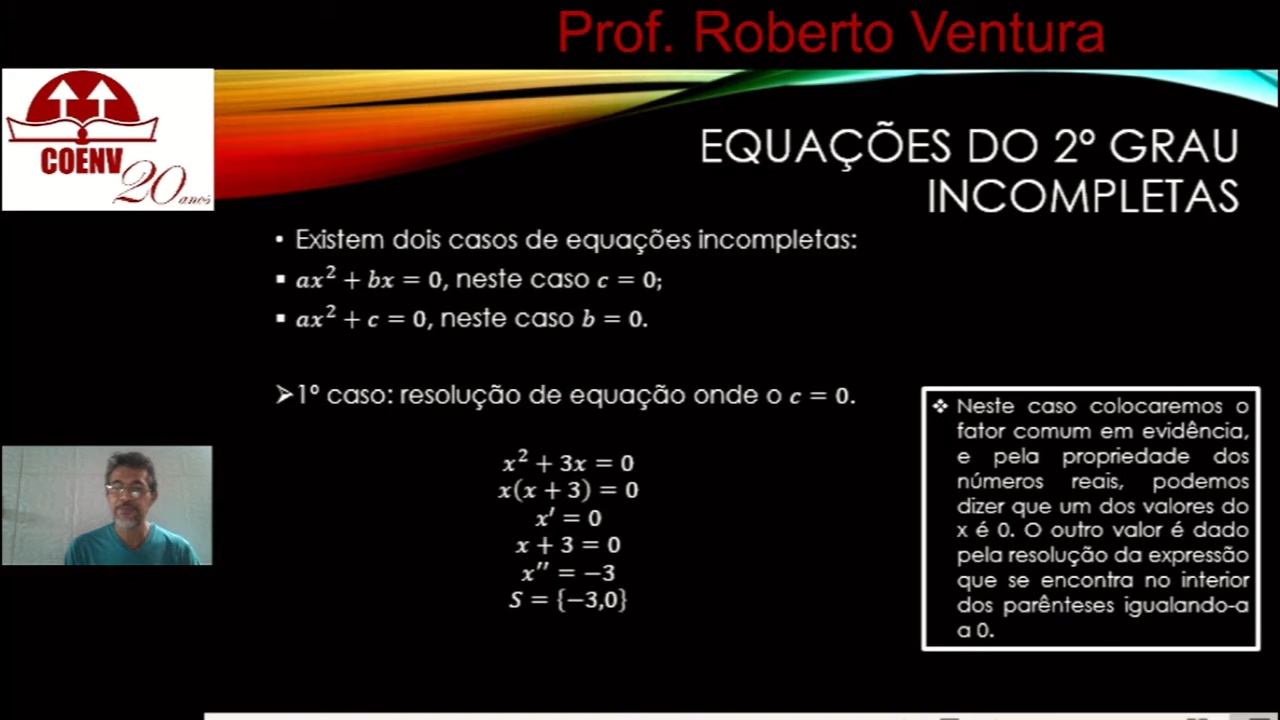 Prof. Roberto Ventura
COENV
20 anos
EQUAÇÕES DO 2º GRAU
INCOMPLETAS
• Existem dois casos de equações incompletas:
▪ ax² + bx = 0, neste caso c = 0;
▪ ax² + c = 0, neste caso b = 0.
➢1º caso: resolução de equação onde o c = 0.
x² + 3x = 0
x(x + 3) = 0
x′ = 0
x + 3 = 0
x″ = −3
S = {−3,0}
❖ Neste caso colocaremos o
fator comum em evidência,
e pela propriedade dos
números reais, podemos
dizer que um dos valores do
x é 0. O outro valor é dado
pela resolução da expressão
que se encontra no interior
dos parênteses igualando-a
a 0.